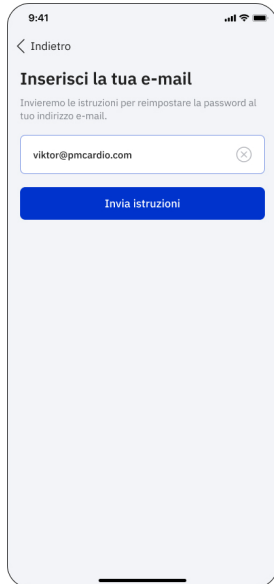 9:41
Indietro
Inserisci la tua e-mail
Invieremo le istruzioni per reimpostare la password al
tuo indirizzo e-mail.
viktor@pmcardio.com
Invia istruzioni